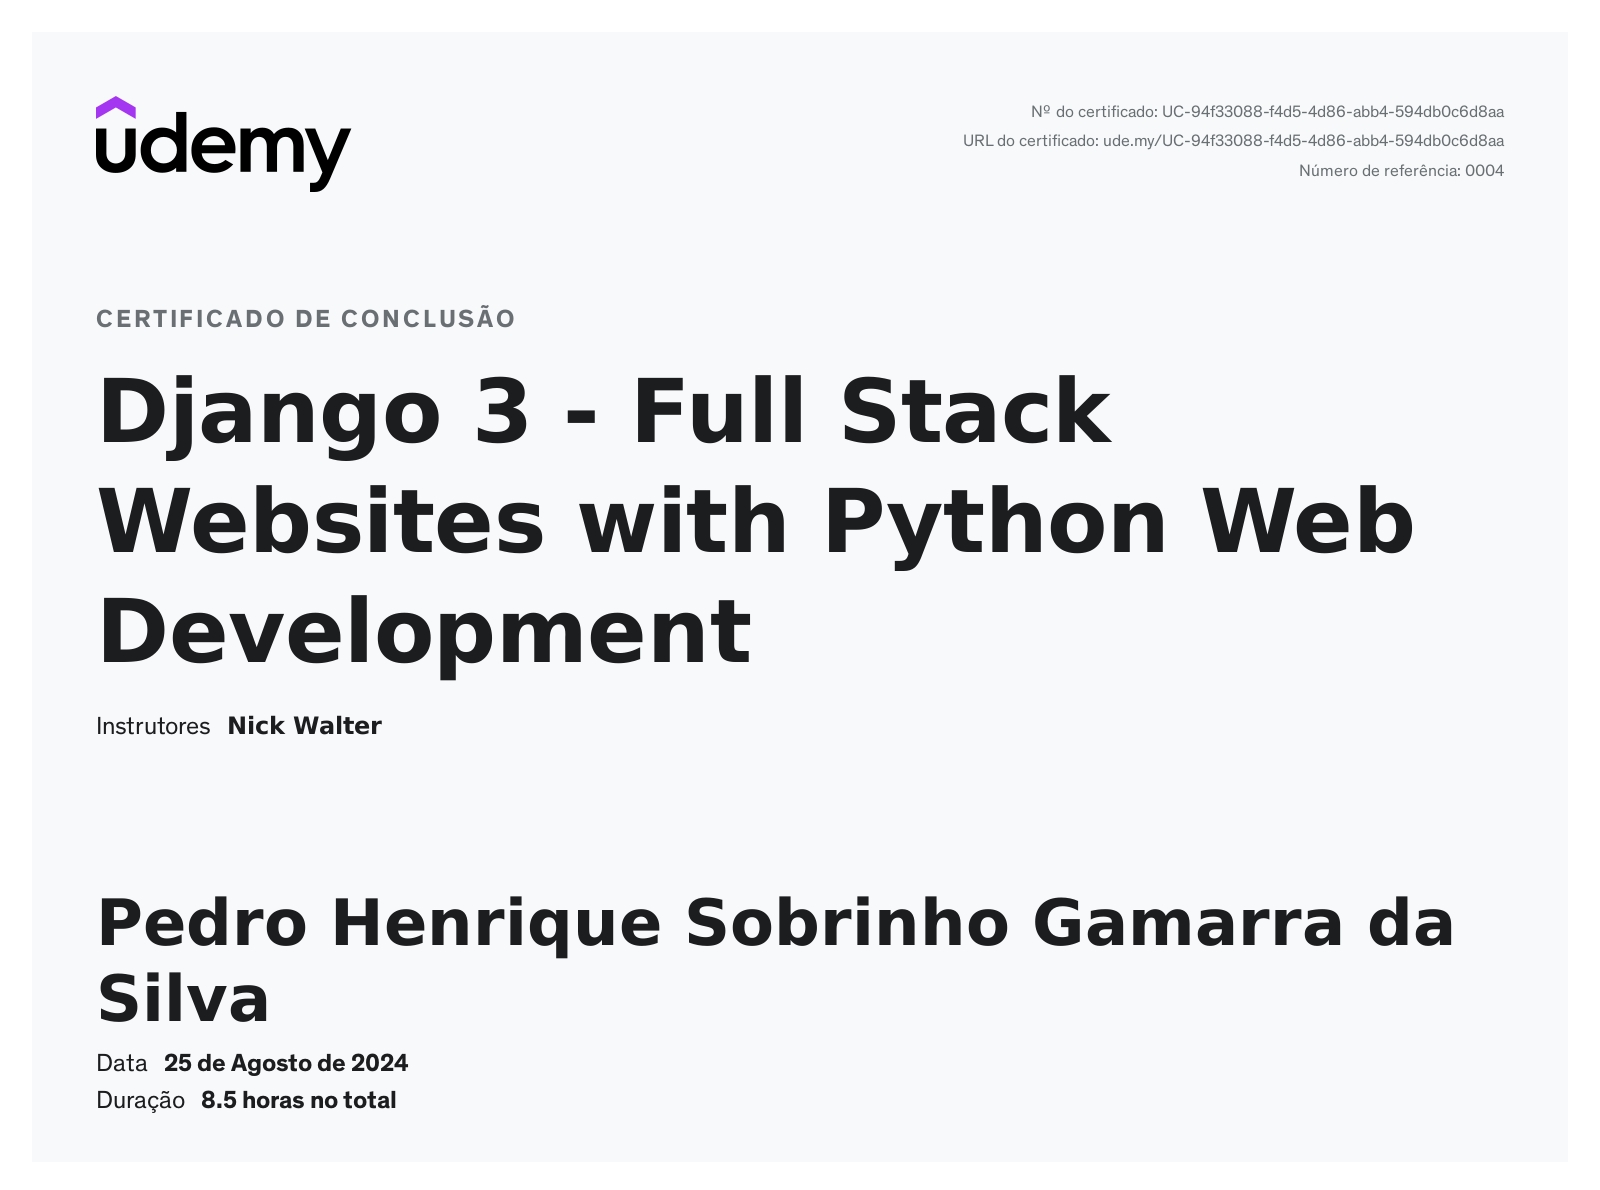 udemy
Nº do certificado: UC-94f33088-f4d5-4d86-abb4-594db0c6d8aa
URL do certificado: ude.my/UC-94f33088-f4d5-4d86-abb4-594db0c6d8aa
Número de referência: 0004
CERTIFICADO DE CONCLUSÃO
Django 3 - Full Stack
Websites with Python Web
Development
Instrutores Nick Walter
Pedro Henrique Sobrinho Gamarra da
Silva
Data 25 de Agosto de 2024
Duração 8.5 horas no total